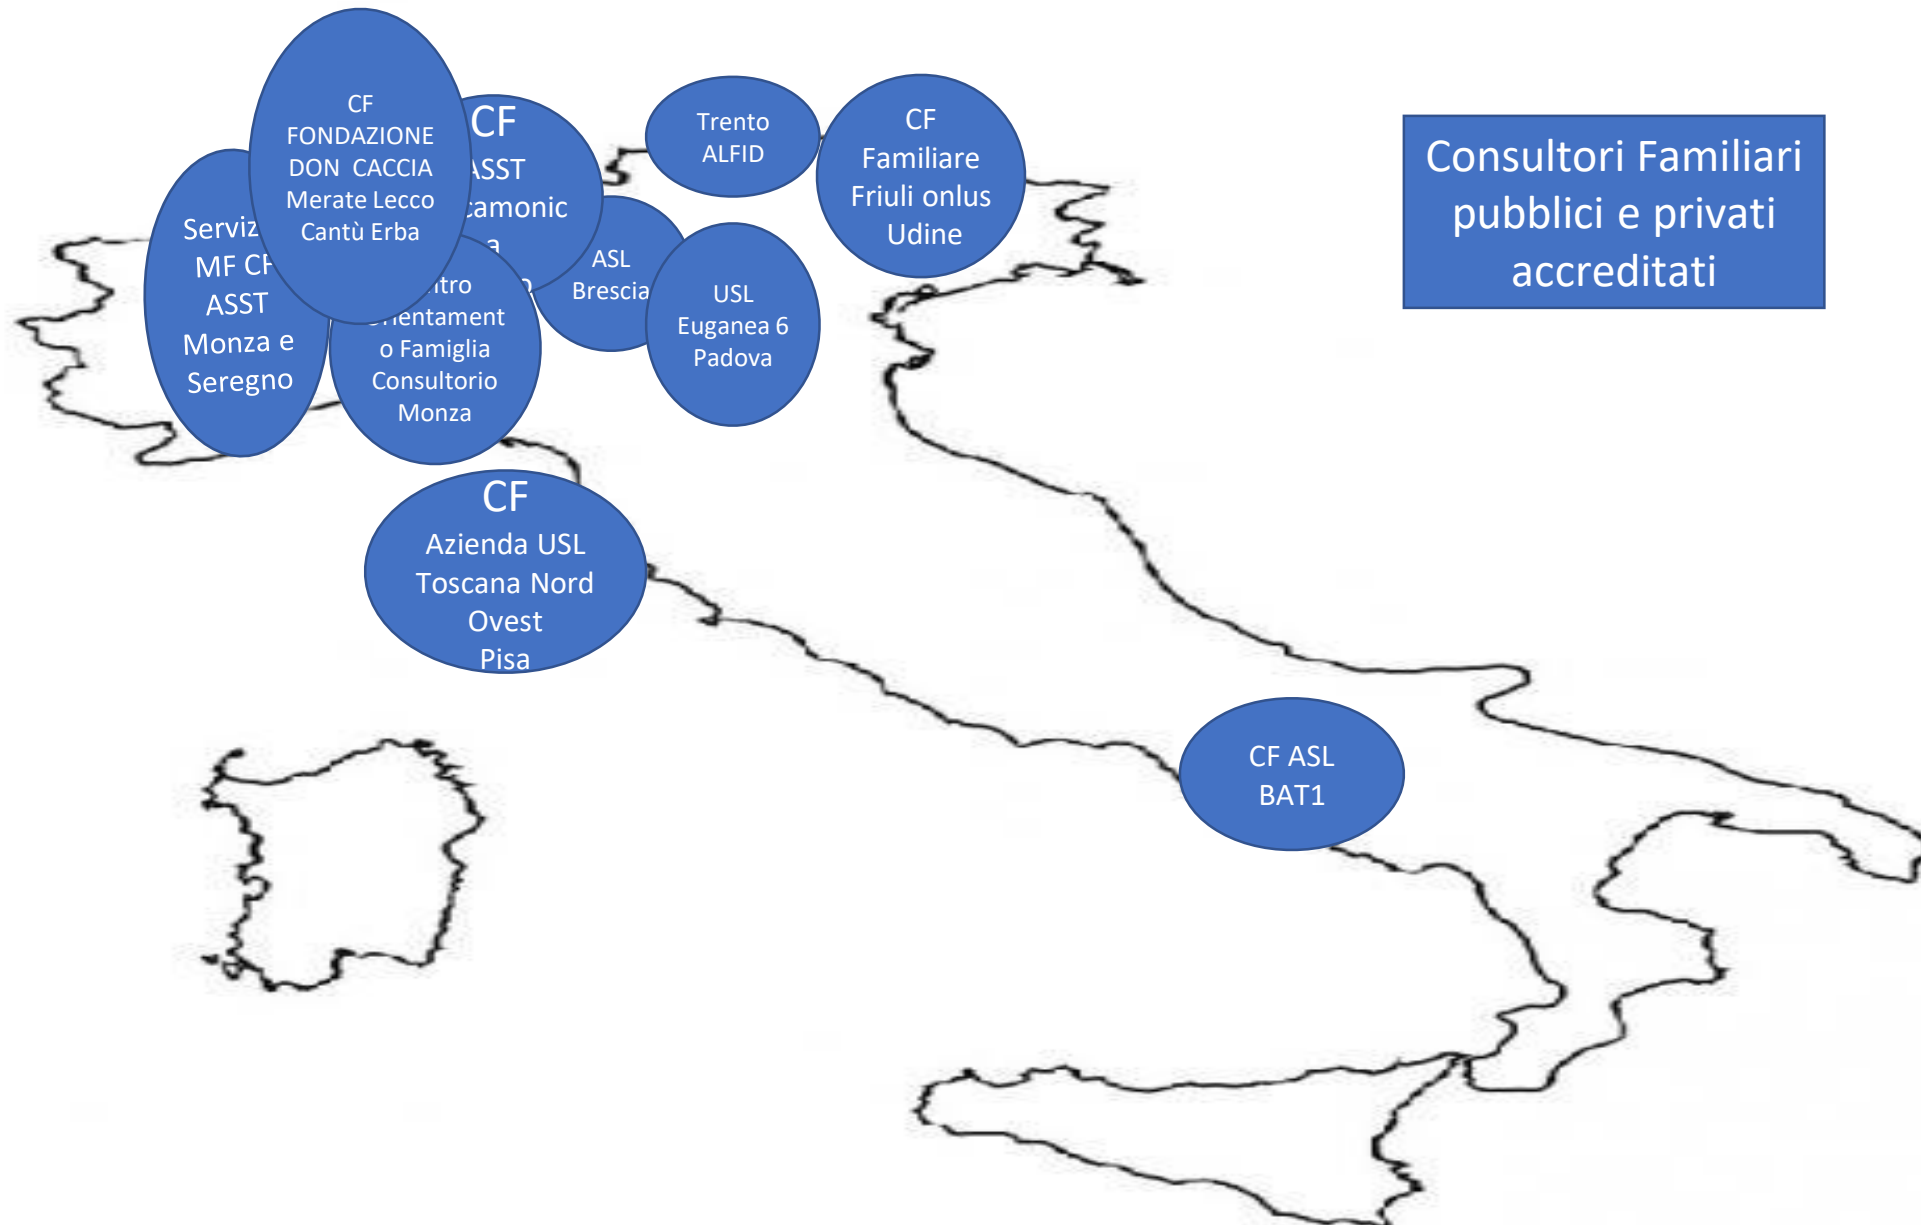 CF
FONDAZIONE
DON CACCIA
Merate Lecco
Cantù Erba
CF
ASST
a
Trento
ALFID
CF
Familiare
Friuli onlus
Udine
Consultori Familiari
pubblici e privati
accreditati
MF CF
ASST
Monza e
Seregno
o Famiglia
Consultorio
Monza
ASL
Brescia
USL
Euganea 6
Padova
CF
Azienda USL
Toscana Nord
Ovest
Pisa
CF ASL
BAT1